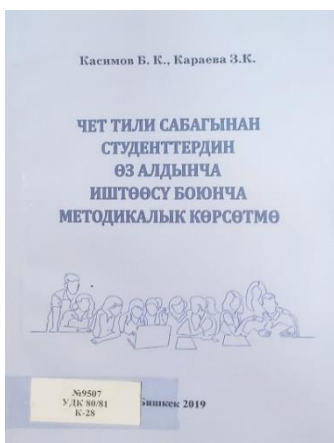 Касимов Б. К., Караева З.К.
ЧЕТ ТИЛИ САБАГЫНАН
СТУДЕНТТЕРДИН
ӨЗ АЛДЫНЧА
ИШТӨӨСҮ БОЮНЧА
МЕТОДИКАЛЫК КӨРСӨТМӨ
№9507
УДК 80/81
К-28
Бишкек 2019